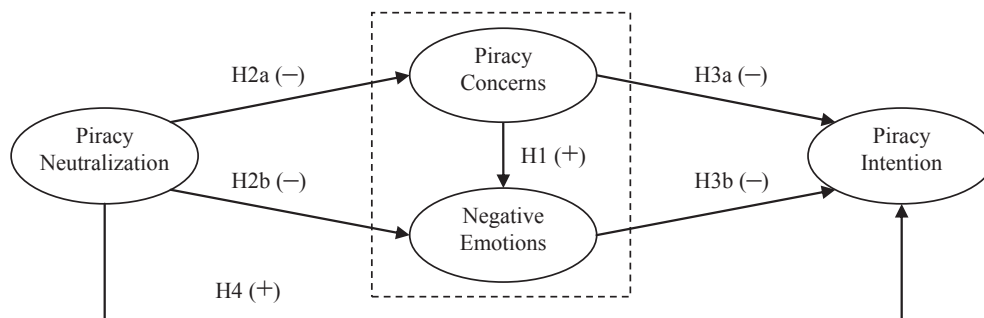 Piracy
Concerns
H2a (−)
H3a (−)
Piracy
Neutralization
H1 (+)
Piracy
Intention
H2b (−)
H3b (−)
Negative
Emotions
H4 (+)